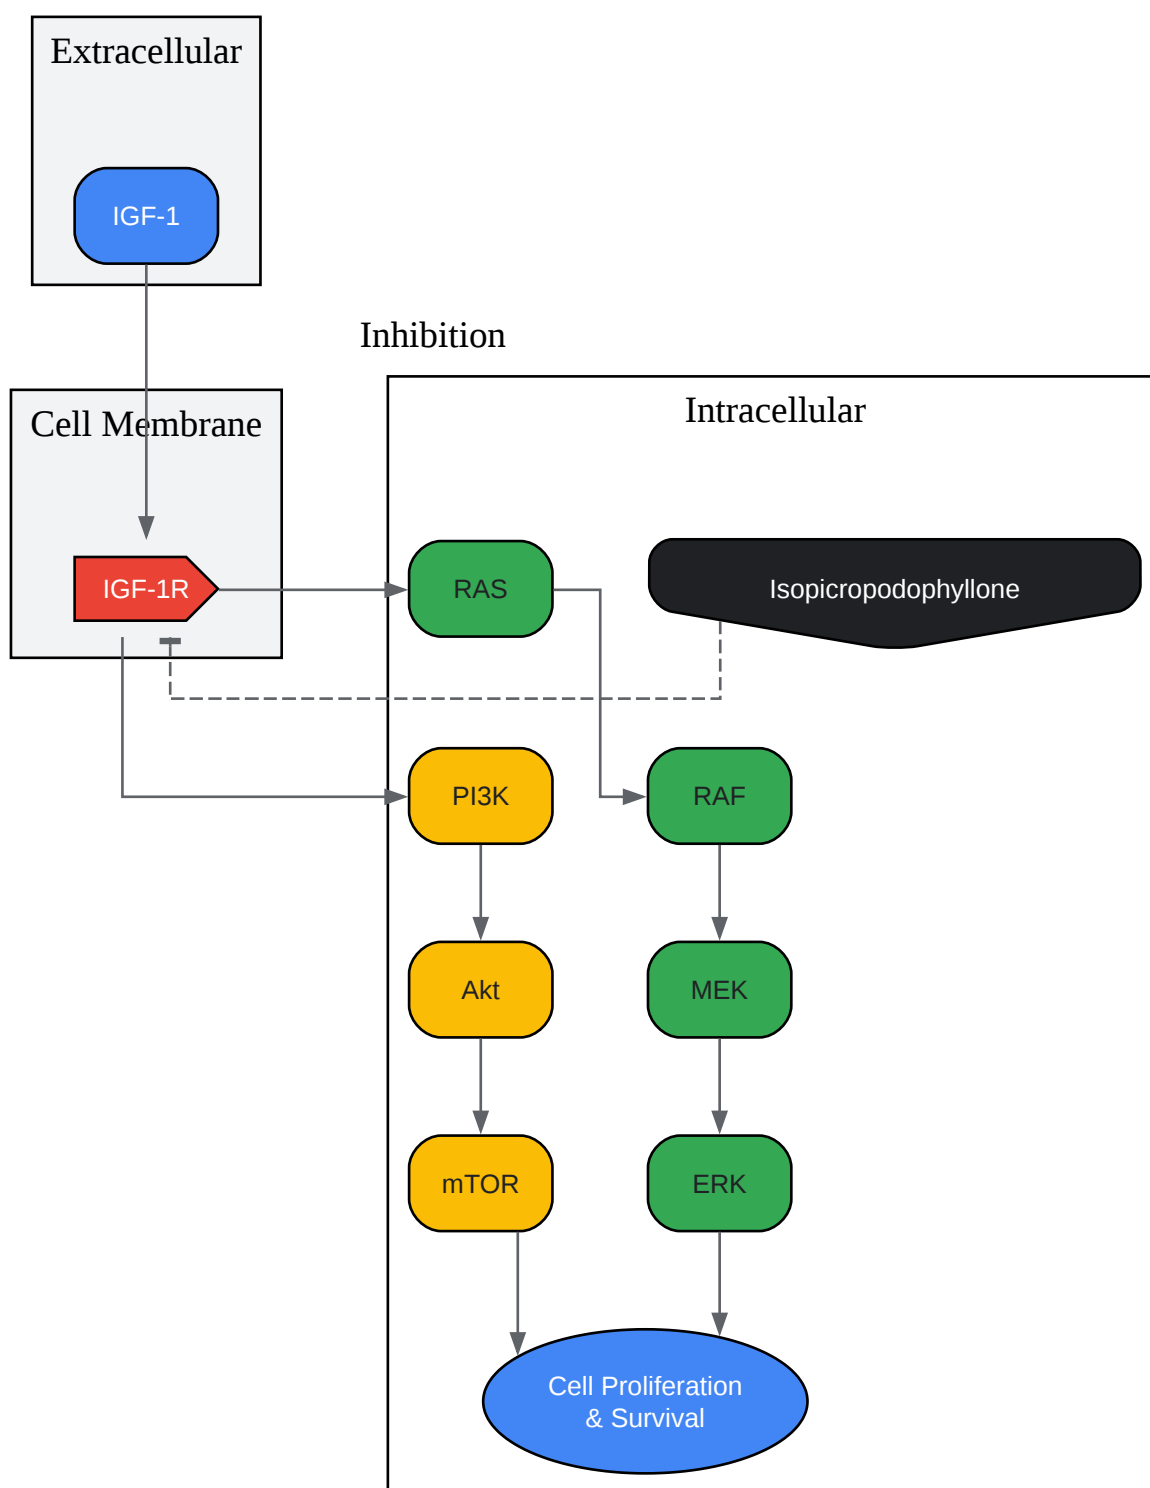 Extracellular
IGF-1
Inhibition
Cell Membrane
Intracellular
IGF-1R
RAS
Isopicropodophyllone
PI3K
RAF
Akt
MEK
mTOR
ERK
Cell Proliferation
& Survival